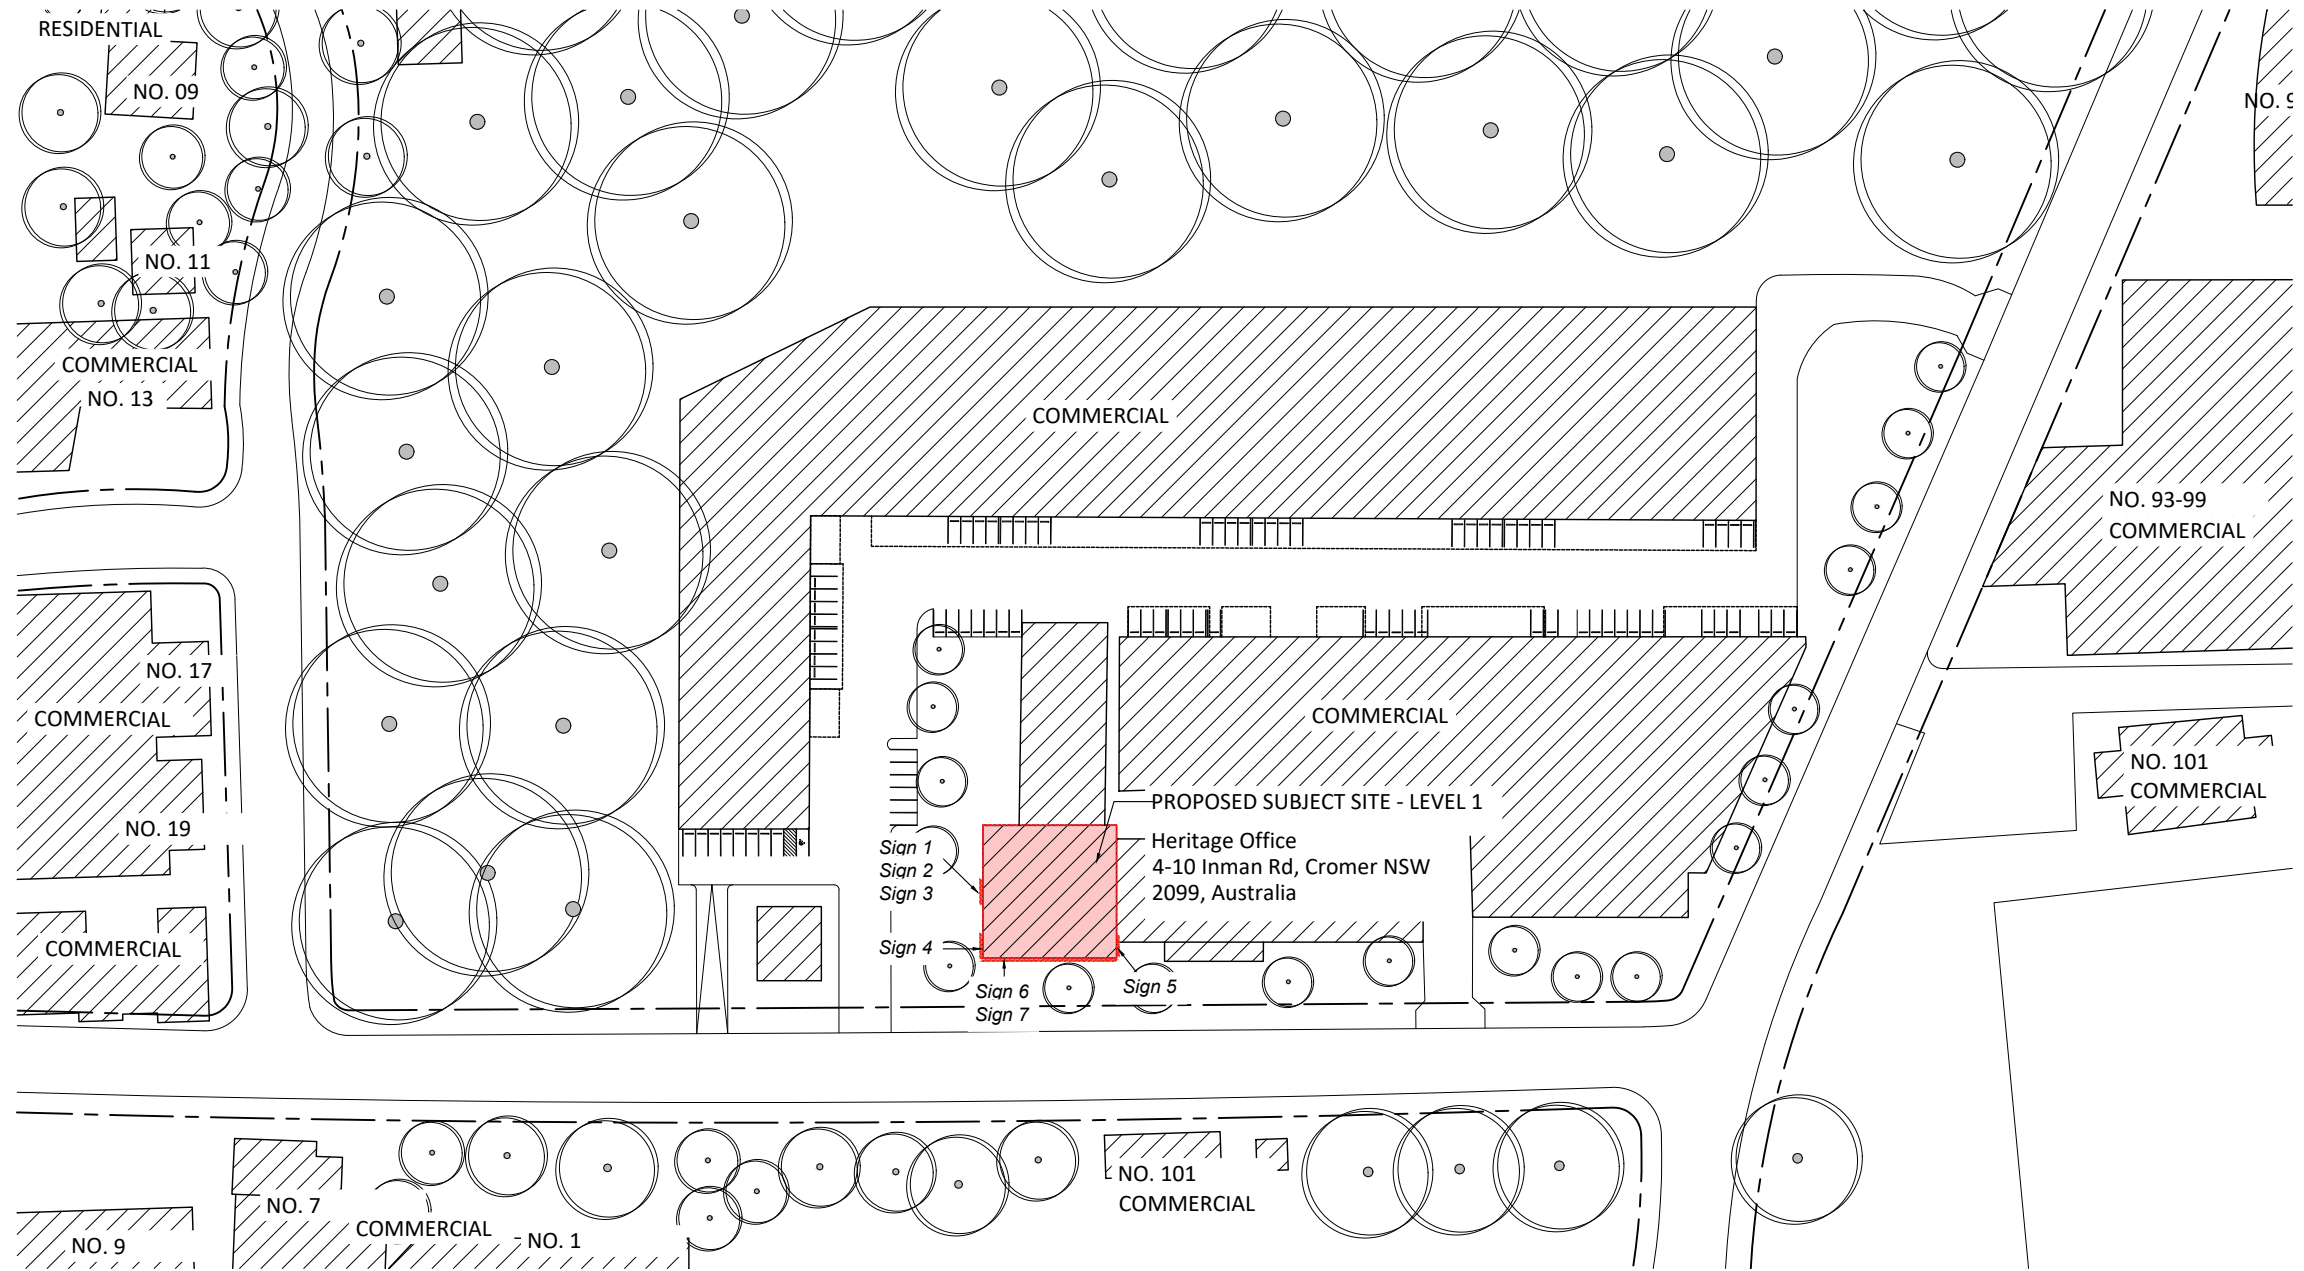 RESIDENTIAL
NO. 09
NO. 11
COMMERCIAL
NO. 13
COMMERCIAL
NO. 93-99
COMMERCIAL
NO. 17
COMMERCIAL
NO. 19
COMMERCIAL
COMMERCIAL
NO. 101
COMMERCIAL
PROPOSED SUBJECT SITE - LEVEL 1
Heritage Office
4-10 Inman Rd, Cromer NSW
2099, Australia
Sign 1
Sign 2
Sign 3
Sign 4
Sign 5
Sign 6
Sign 7
NO. 101
COMMERCIAL
NO. 7
COMMERCIAL
NO. 1
NO. 9